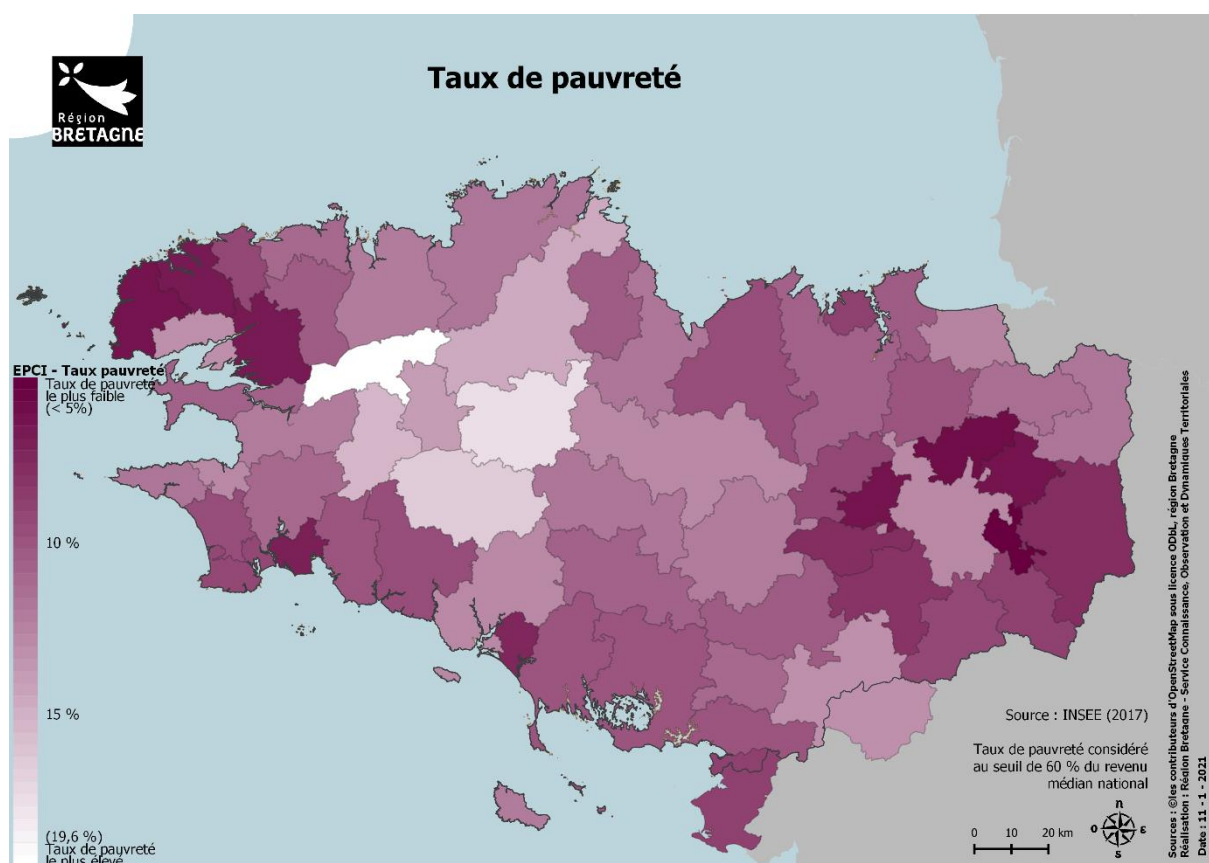 Taux de pauvreté
Région
BRETAGNE
EPCI - Taux pauvreté
Taux de pauvreté
le plus faible
(< 5%)
10 %
15 %
(19,6 %)
Taux de pauvreté
le plus élevé
Source : INSEE (2017)
Taux de pauvreté considéré
au seuil de 60 % du revenu
médian national
0 10 20 km
n
o ε
s
Sources : ©les contributeurs d'OpenStreetMap sous licence ODbL, région Bretagne
Réalisation : Région Bretagne - Service Connaissance, Observation et Dynamiques Territoriales
Date : 11 - 1 - 2021